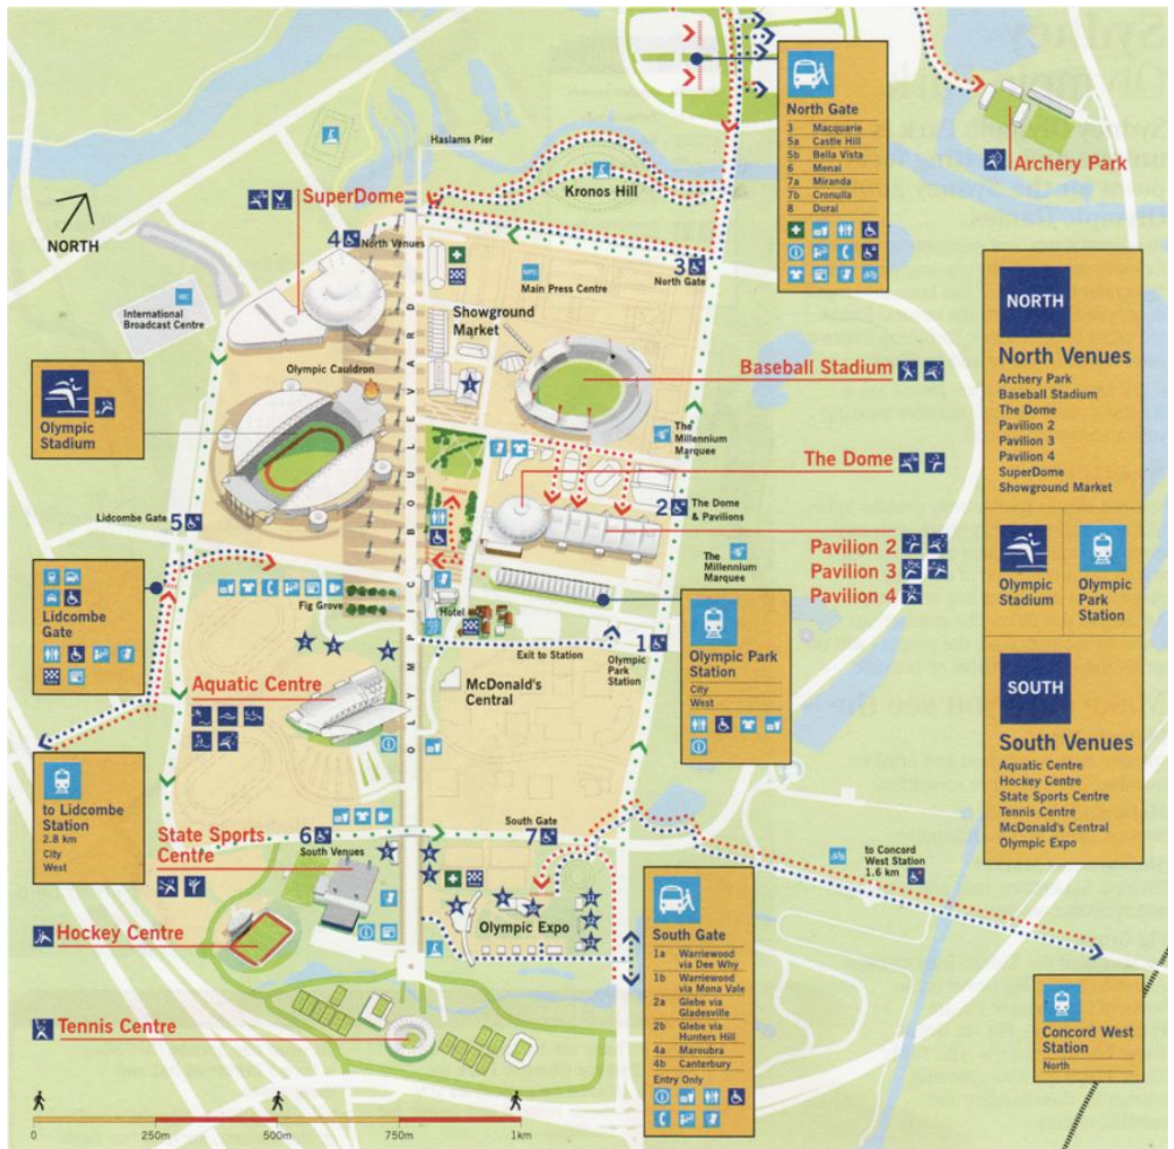 North Gate
3 Macquarie
5a Castle Hill
5b Bella Vista
6 Menai
7a Miranda
7b Cronulla
8 Dural
Archery Park
Haslams Pier
Kronos Hill
NORTH
SuperDome
4 North Venues
3
North Gate
MPC
Main Press Centre
IBC
International
Broadcast Centre
Showground
Market
Olympic Cauldron
OLYMPIC BOULEVARD
Baseball Stadium
Olympic
Stadium
1
The
Millennium
Marquee
The Dome
2 The Dome
& Pavilions
Lidcombe Gate 5
Pavilion 2
Pavilion 3
Pavilion 4
The
Millennium
Marquee
Lidcombe
Gate
Fig Grove
Hotel
Exit to Station
1
Olympic
Park
Station
Olympic Park
Station
City
West
McDonald's
Central
Aquatic Centre
to Lidcombe
Station
2.8 km
City
West
State Sports
Centre
6
South Venues
South Gate
7
to Concord
West Station
1.6 km
Hockey Centre
Olympic Expo
Tennis Centre
South Gate
1a Warriewood
via Dee Why
1b Warriewood
via Mona Vale
2a Glebe via
Gladesville
2b Glebe via
Hunters Hill
4a Maroubra
4b Canterbury
Entry Only
Concord West
Station
North
NORTH
North Venues
Archery Park
Baseball Stadium
The Dome
Pavilion 2
Pavilion 3
Pavilion 4
SuperDome
Showground Market
Olympic
Stadium
Olympic
Park
Station
SOUTH
South Venues
Aquatic Centre
Hockey Centre
State Sports Centre
Tennis Centre
McDonald's Central
Olympic Expo
0 250m 500m 750m 1km